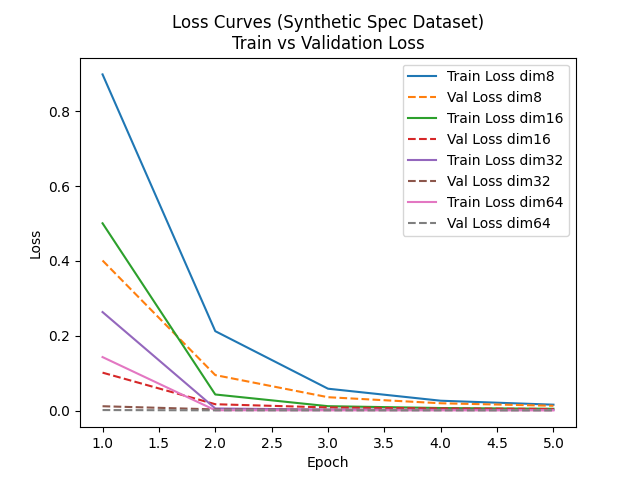 Loss Curves (Synthetic Spec Dataset)
Train vs Validation Loss
Loss
0.8
0.6
0.4
0.2
0.0
Train Loss dim8
Val Loss dim8
Train Loss dim16
Val Loss dim16
Train Loss dim32
Val Loss dim32
Train Loss dim64
Val Loss dim64
1.0 1.5 2.0 2.5 3.0 3.5 4.0 4.5 5.0
Epoch